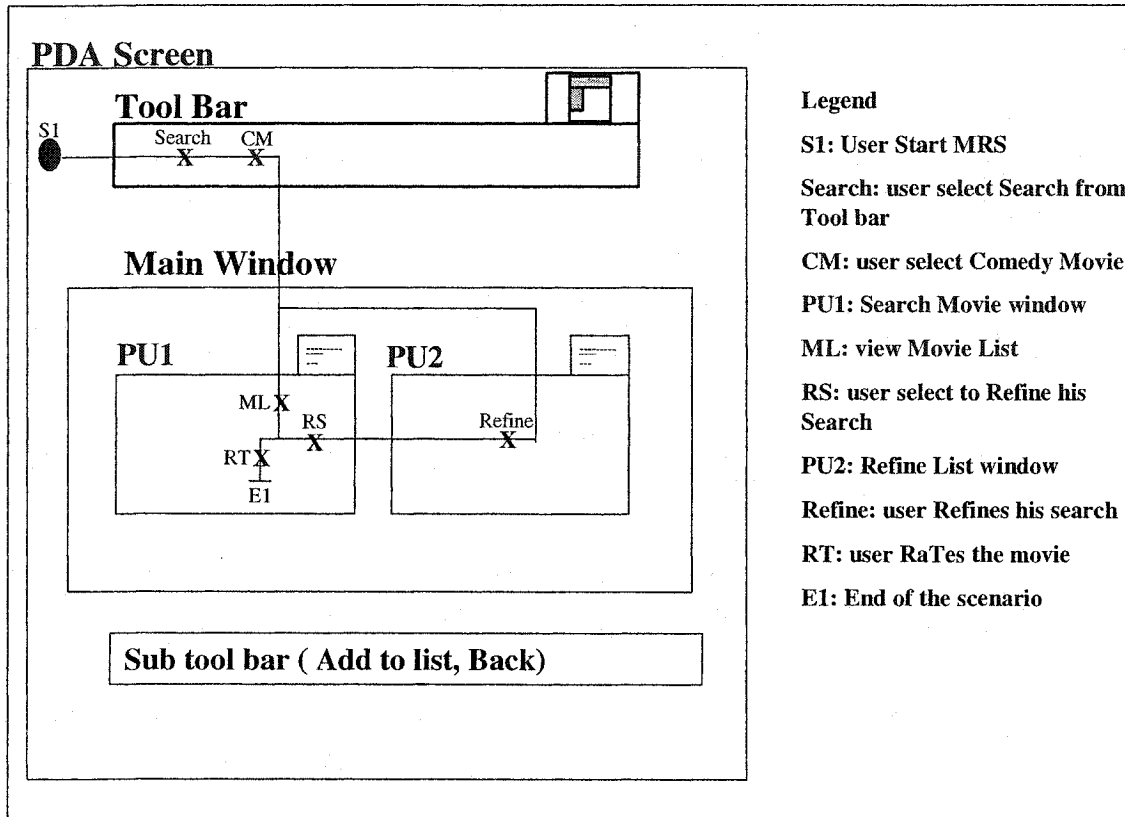 PDA Screen
Tool Bar
S1
Search
CM
Main Window
PU1
PU2
ML
RS
Refine
RT
E1
Sub tool bar ( Add to list, Back)
Legend
S1: User Start MRS
Search: user select Search from
Tool bar
CM: user select Comedy Movie
PU1: Search Movie window
ML: view Movie List
RS: user select to Refine his
Search
PU2: Refine List window
Refine: user Refines his search
RT: user RaTes the movie
E1: End of the scenario